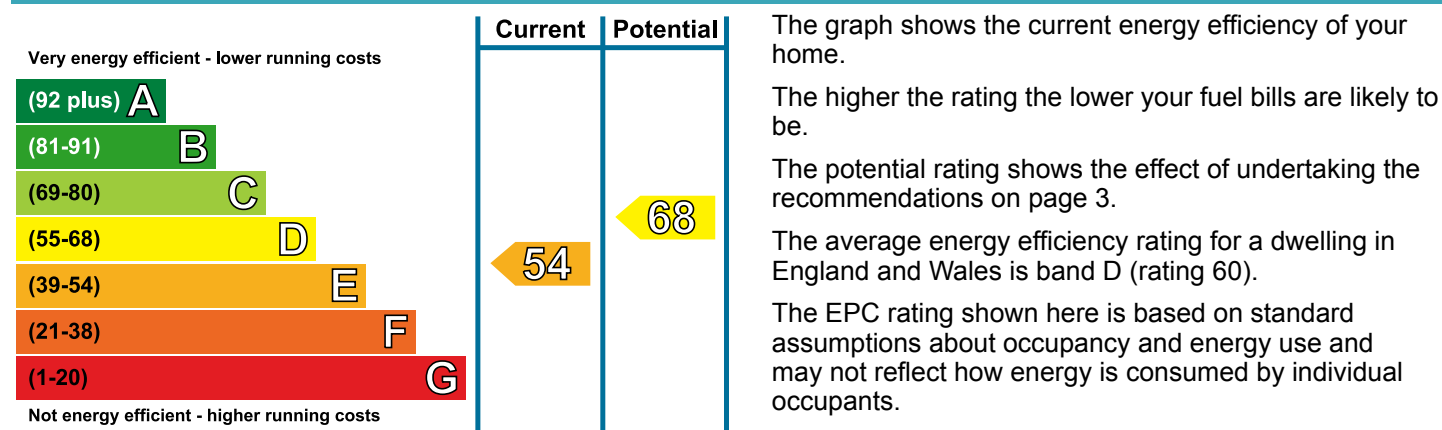 Current Potential
Very energy efficient - lower running costs
(92 plus) A
(81-91) B
(69-80) C
(55-68) D
(39-54) E
(21-38) F
(1-20) G
Not energy efficient - higher running costs
54
68
The graph shows the current energy efficiency of your
home.
The higher the rating the lower your fuel bills are likely to
be.
The potential rating shows the effect of undertaking the
recommendations on page 3.
The average energy efficiency rating for a dwelling in
England and Wales is band D (rating 60).
The EPC rating shown here is based on standard
assumptions about occupancy and energy use and
may not reflect how energy is consumed by individual
occupants.